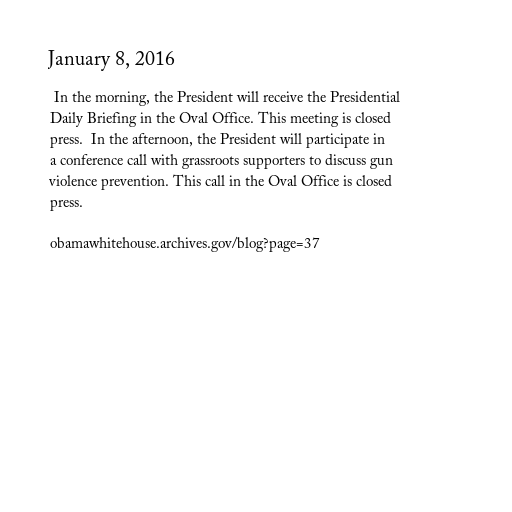 January 8, 2016
In the morning, the President will receive the Presidential
Daily Briefing in the Oval Office. This meeting is closed
press.  In the afternoon, the President will participate in
a conference call with grassroots supporters to discuss gun
violence prevention. This call in the Oval Office is closed
press.
obamawhitehouse.archives.gov/blog?page=37